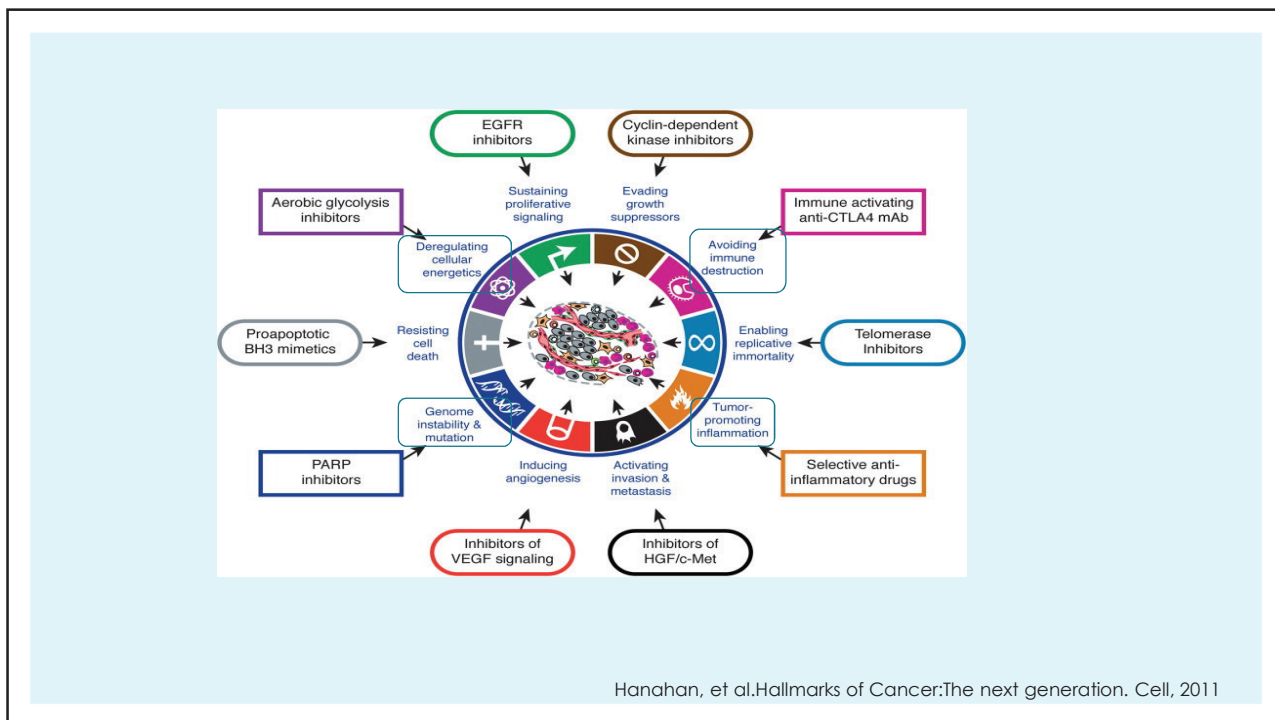 EGFR
inhibitors
Cyclin-dependent
kinase inhibitors
Sustaining
proliferative
signaling
Evading
growth
suppressors
Aerobic glycolysis
inhibitors
Immune activating
anti-CTLA4 mAb
Deregulating
cellular
energetics
Avoiding
immune
destruction
Proapoptotic
BH3 mimetics
Resisting
cell
death
Enabling
replicative
immortality
Telomerase
Inhibitors
Genome
instability &
mutation
Tumor-
promoting
inflammation
PARP
inhibitors
Inducing
angiogenesis
Activating
invasion &
metastasis
Selective anti-
inflammatory drugs
Inhibitors of
VEGF signaling
Inhibitors of
HGF/c-Met
Hanahan, et al.Hallmarks of Cancer:The next generation. Cell, 2011